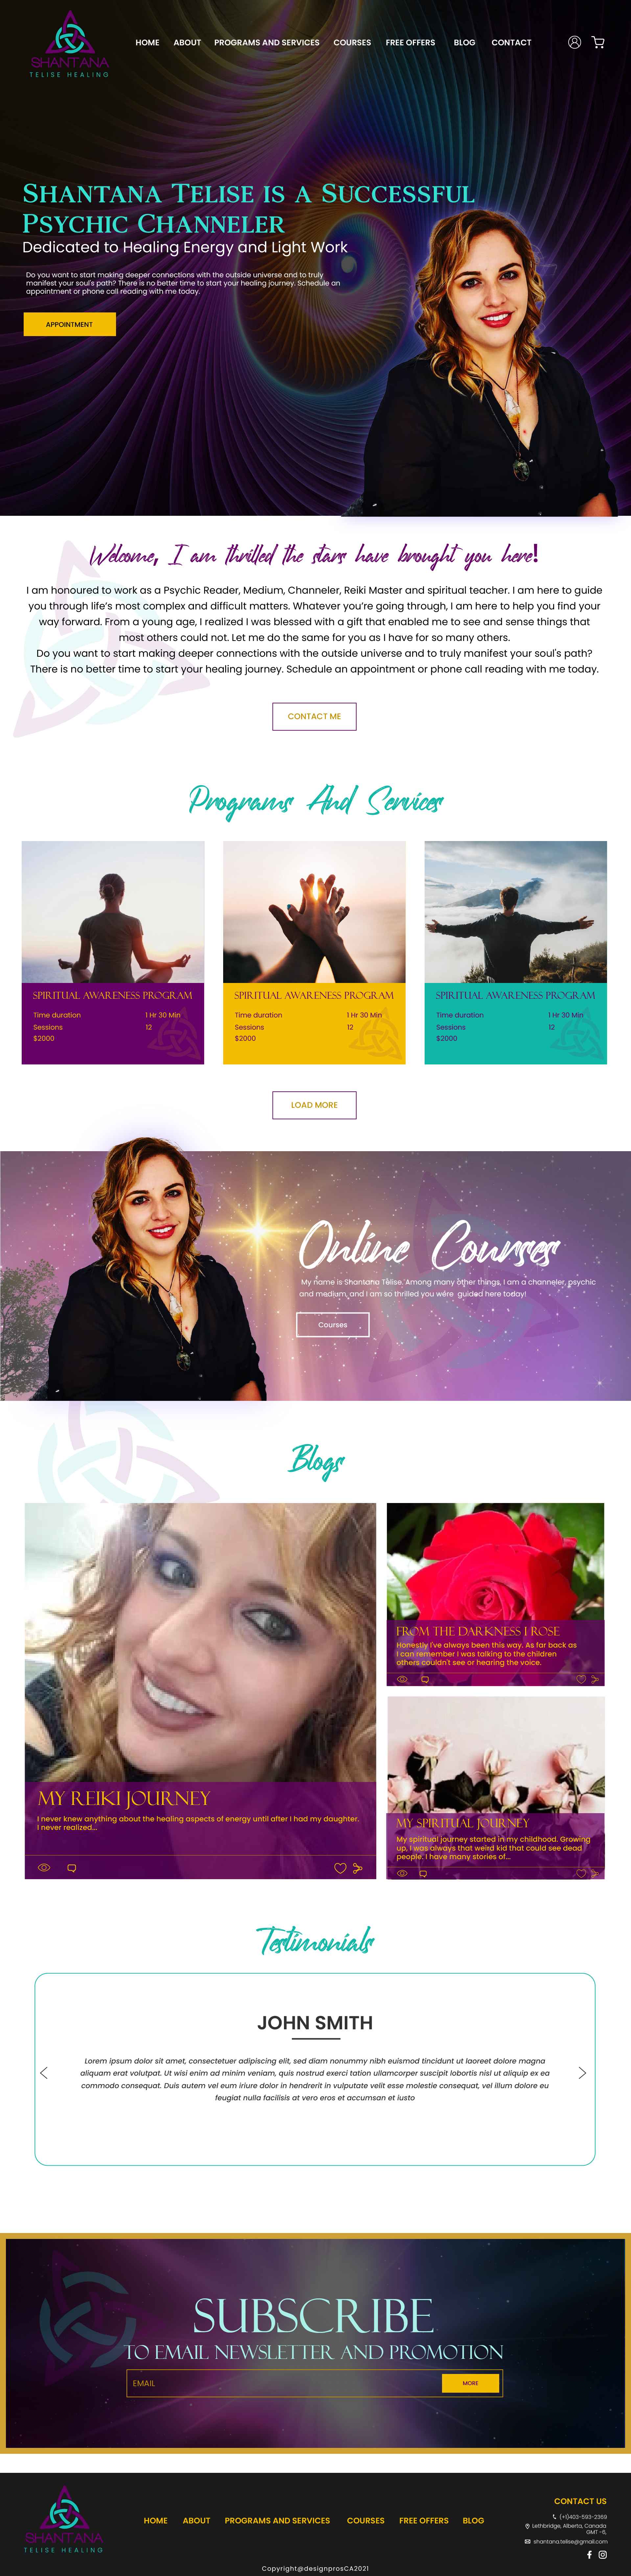 SHANTANA
TELISE HEALING
HOME ABOUT PROGRAMS AND SERVICES COURSES FREE OFFERS BLOG CONTACT
SHANTANA TELISE IS A SUCCESSFUL
PSYCHIC CHANNELER
Dedicated to Healing Energy and Light Work
Do you want to start making deeper connections with the outside universe and to truly
manifest your soul's path? There is no better time to start your healing journey. Schedule an
appointment or phone call reading with me today.
APPOINTMENT
Welcome, I am thrilled the stars have brought you here!
I am honoured to work as a Psychic Reader, Medium, Channeler, Reiki Master and spiritual teacher. I am here to guide
you through life's most complex and difficult matters. Whatever you're going through, I am here to help you find your
way forward. From a young age, I realized I was blessed with a gift that enabled me to see and sense things that
most others could not. Let me do the same for you as I have for so many others.
Do you want to start making deeper connections with the outside universe and to truly manifest your soul's path?
There is no better time to start your healing journey. Schedule an appointment or phone call reading with me today.
CONTACT ME
Programs And Services
SPIRITUAL AWARENESS PROGRAM
Time duration 1 Hr 30 Min
Sessions 12
$2000
SPIRITUAL AWARENESS PROGRAM
Time duration 1 Hr 30 Min
Sessions 12
$2000
SPIRITUAL AWARENESS PROGRAM
Time duration 1 Hr 30 Min
Sessions 12
$2000
LOAD MORE
Online Courses
My name is Shantana Telise. Among many other things, I am a channeler, psychic
and medium, and I am so thrilled you were guided here today!
Courses
Blogs
MY REIKI JOURNEY
I never knew anything about the healing aspects of energy until after I had my daughter.
I never realized...
FROM THE DARKNESS I ROSE
Honestly I've always been this way. As far back as
I can remember I was talking to the children
others couldn't see or hearing the voice.
MY SPIRITUAL JOURNEY
My spiritual journey started in my childhood. Growing
up, I was always that weird kid that could see dead
people. I have many stories of...
Testimonials
JOHN SMITH
Lorem ipsum dolor sit amet, consectetuer adipiscing elit, sed diam nonummy nibh euismod tincidunt ut laoreet dolore magna
aliquam erat volutpat. Ut wisi enim ad minim veniam, quis nostrud exerci tation ullamcorper suscipit lobortis nisl ut aliquip ex ea
commodo consequat. Duis autem vel eum iriure dolor in hendrerit in vulputate velit esse molestie consequat, vel illum dolore eu
feugiat nulla facilisis at vero eros et accumsan et iusto
SUBSCRIBE
TO EMAIL NEWSLETTER AND PROMOTION
EMAIL
MORE
SHANTANA
TELISE HEALING
HOME ABOUT PROGRAMS AND SERVICES COURSES FREE OFFERS BLOG
CONTACT US
(+1)403-593-2369
Lethbridge, Alberta, Canada
GMT -6,
shantana.telise@gmail.com
Copyright@designprosCA2021